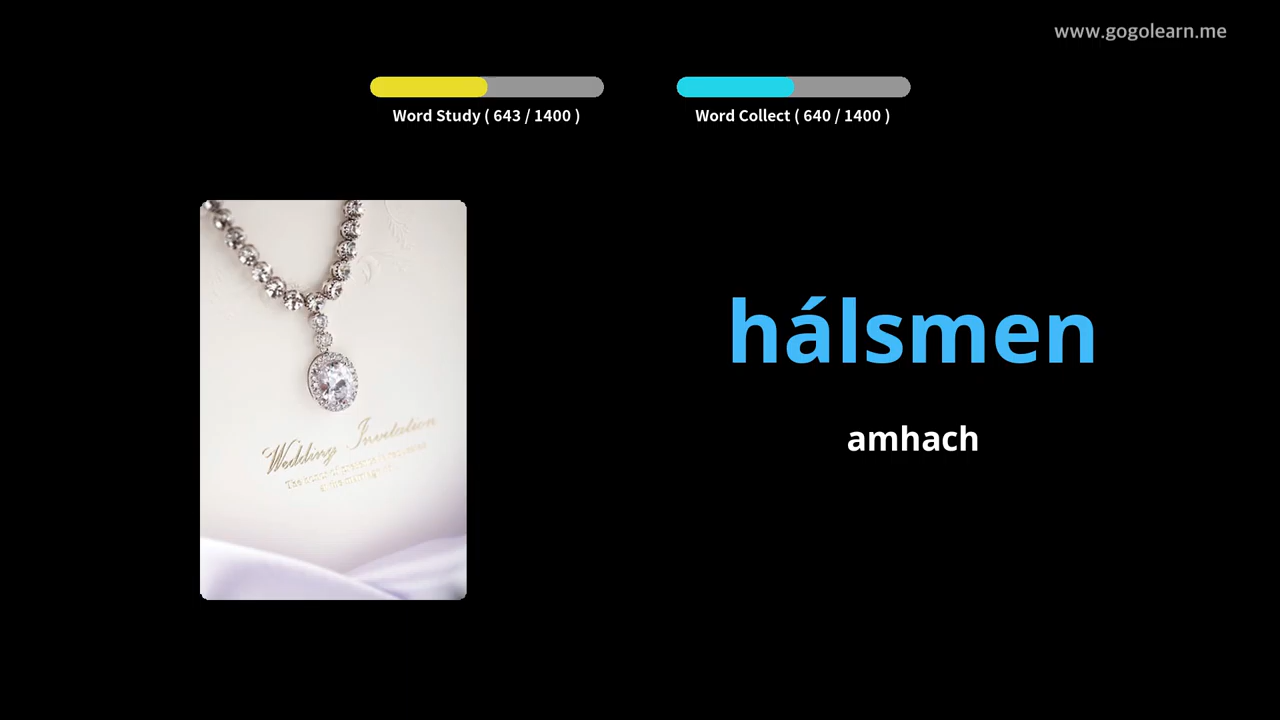 www.gogolearn.me
Word Study ( 643 / 1400 )
Word Collect ( 640 / 1400 )
hálsmen
amhach
Wedding Invitation